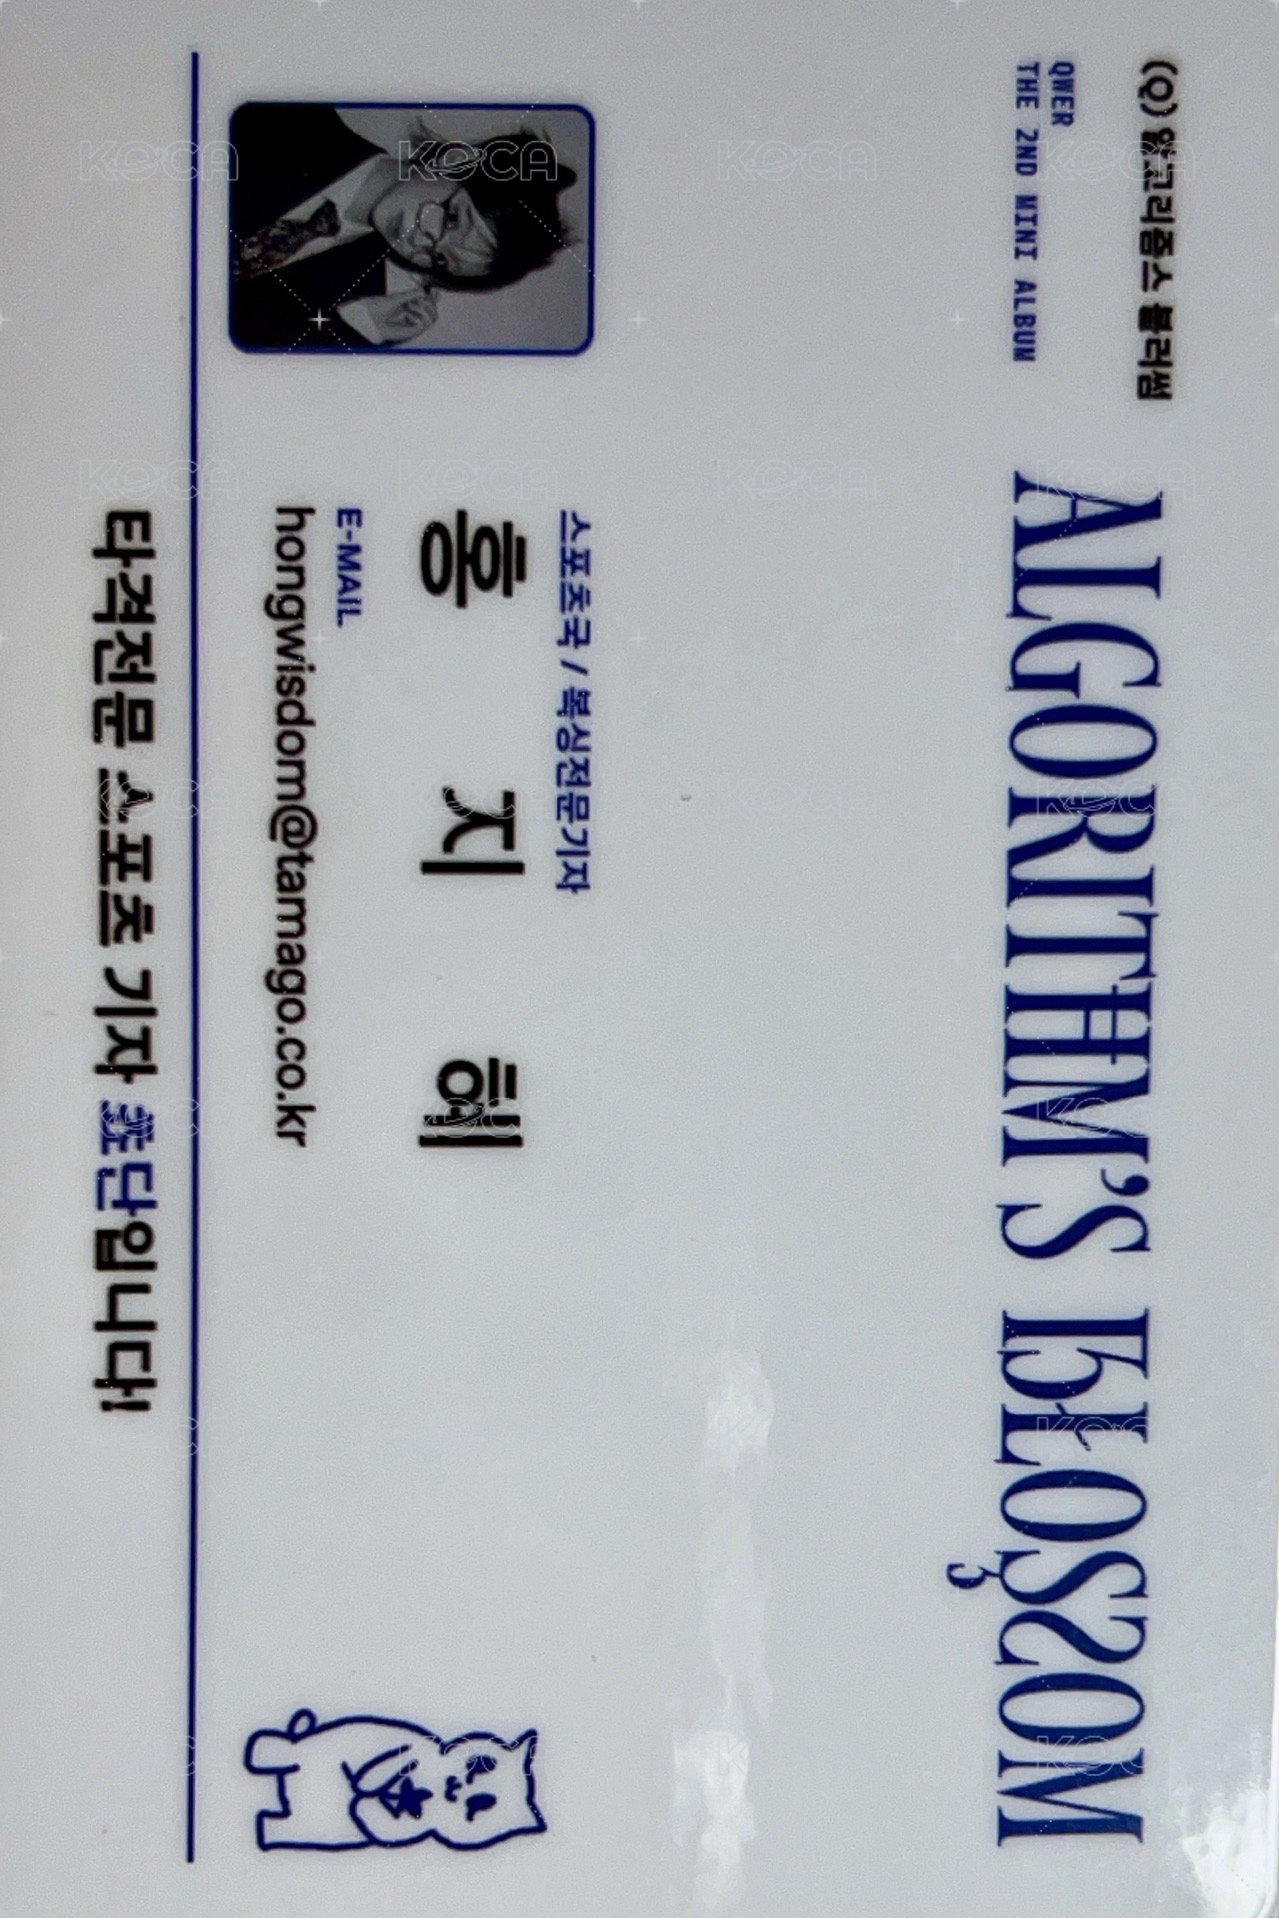 (Q) 알고리즘스 블러썸
QWER
THE 2ND MINI ALBUM
ALGORITHM'S BLOSSOM
스포츠국 / 복싱전문기자
홍 지 혜
E-MAIL
hongwisdom@tamago.co.kr
타격전문 스포츠 기자 쵸단입니다!
KOCA